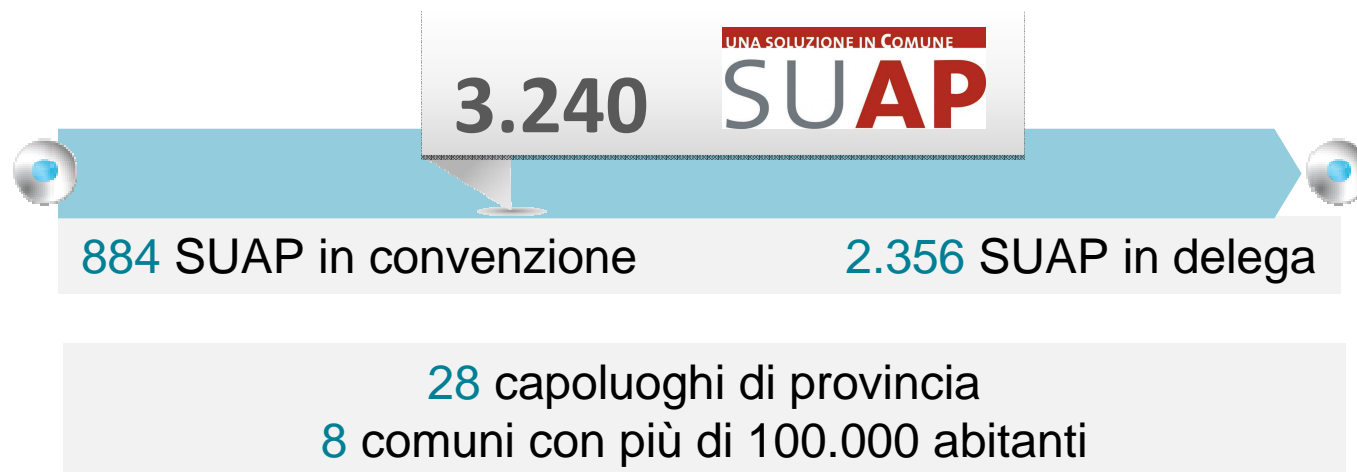 UNA SOLUZIONE IN COMUNE
3.240 SUAP
884 SUAP in convenzione 2.356 SUAP in delega
28 capoluoghi di provincia
8 comuni con più di 100.000 abitanti